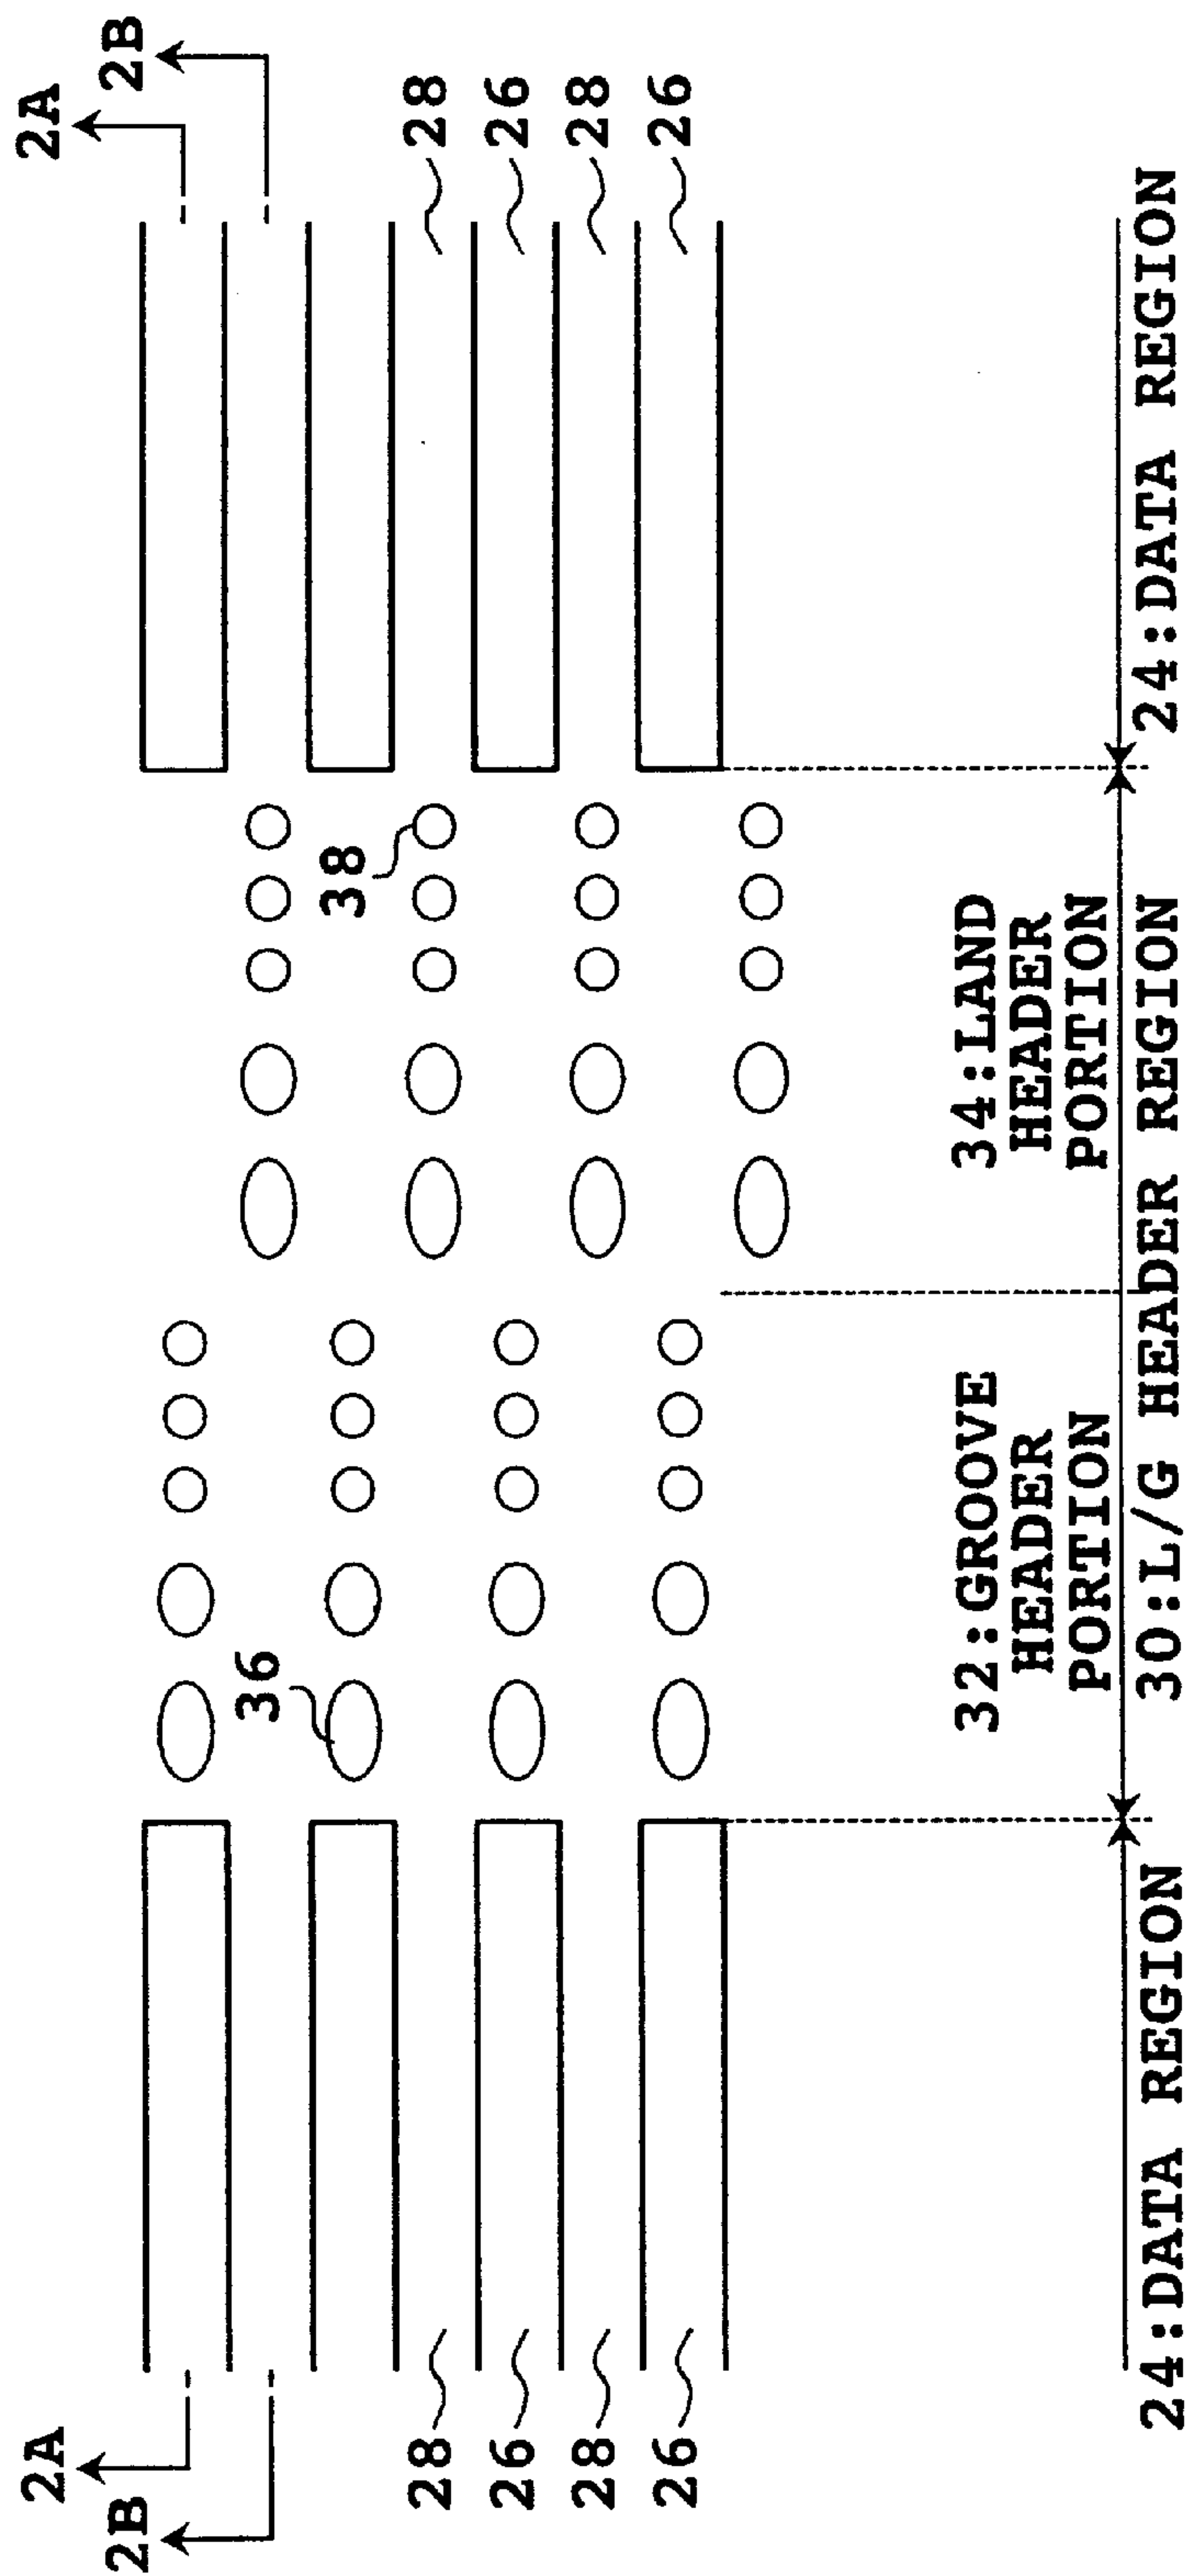 2A
2B
2A
2B
28
26
28
26
36
38
28
26
28
26
32:GROOVE
HEADER
PORTION
34:LAND
HEADER
PORTION
24:DATA REGION
30:L/G HEADER REGION
24:DATA REGION